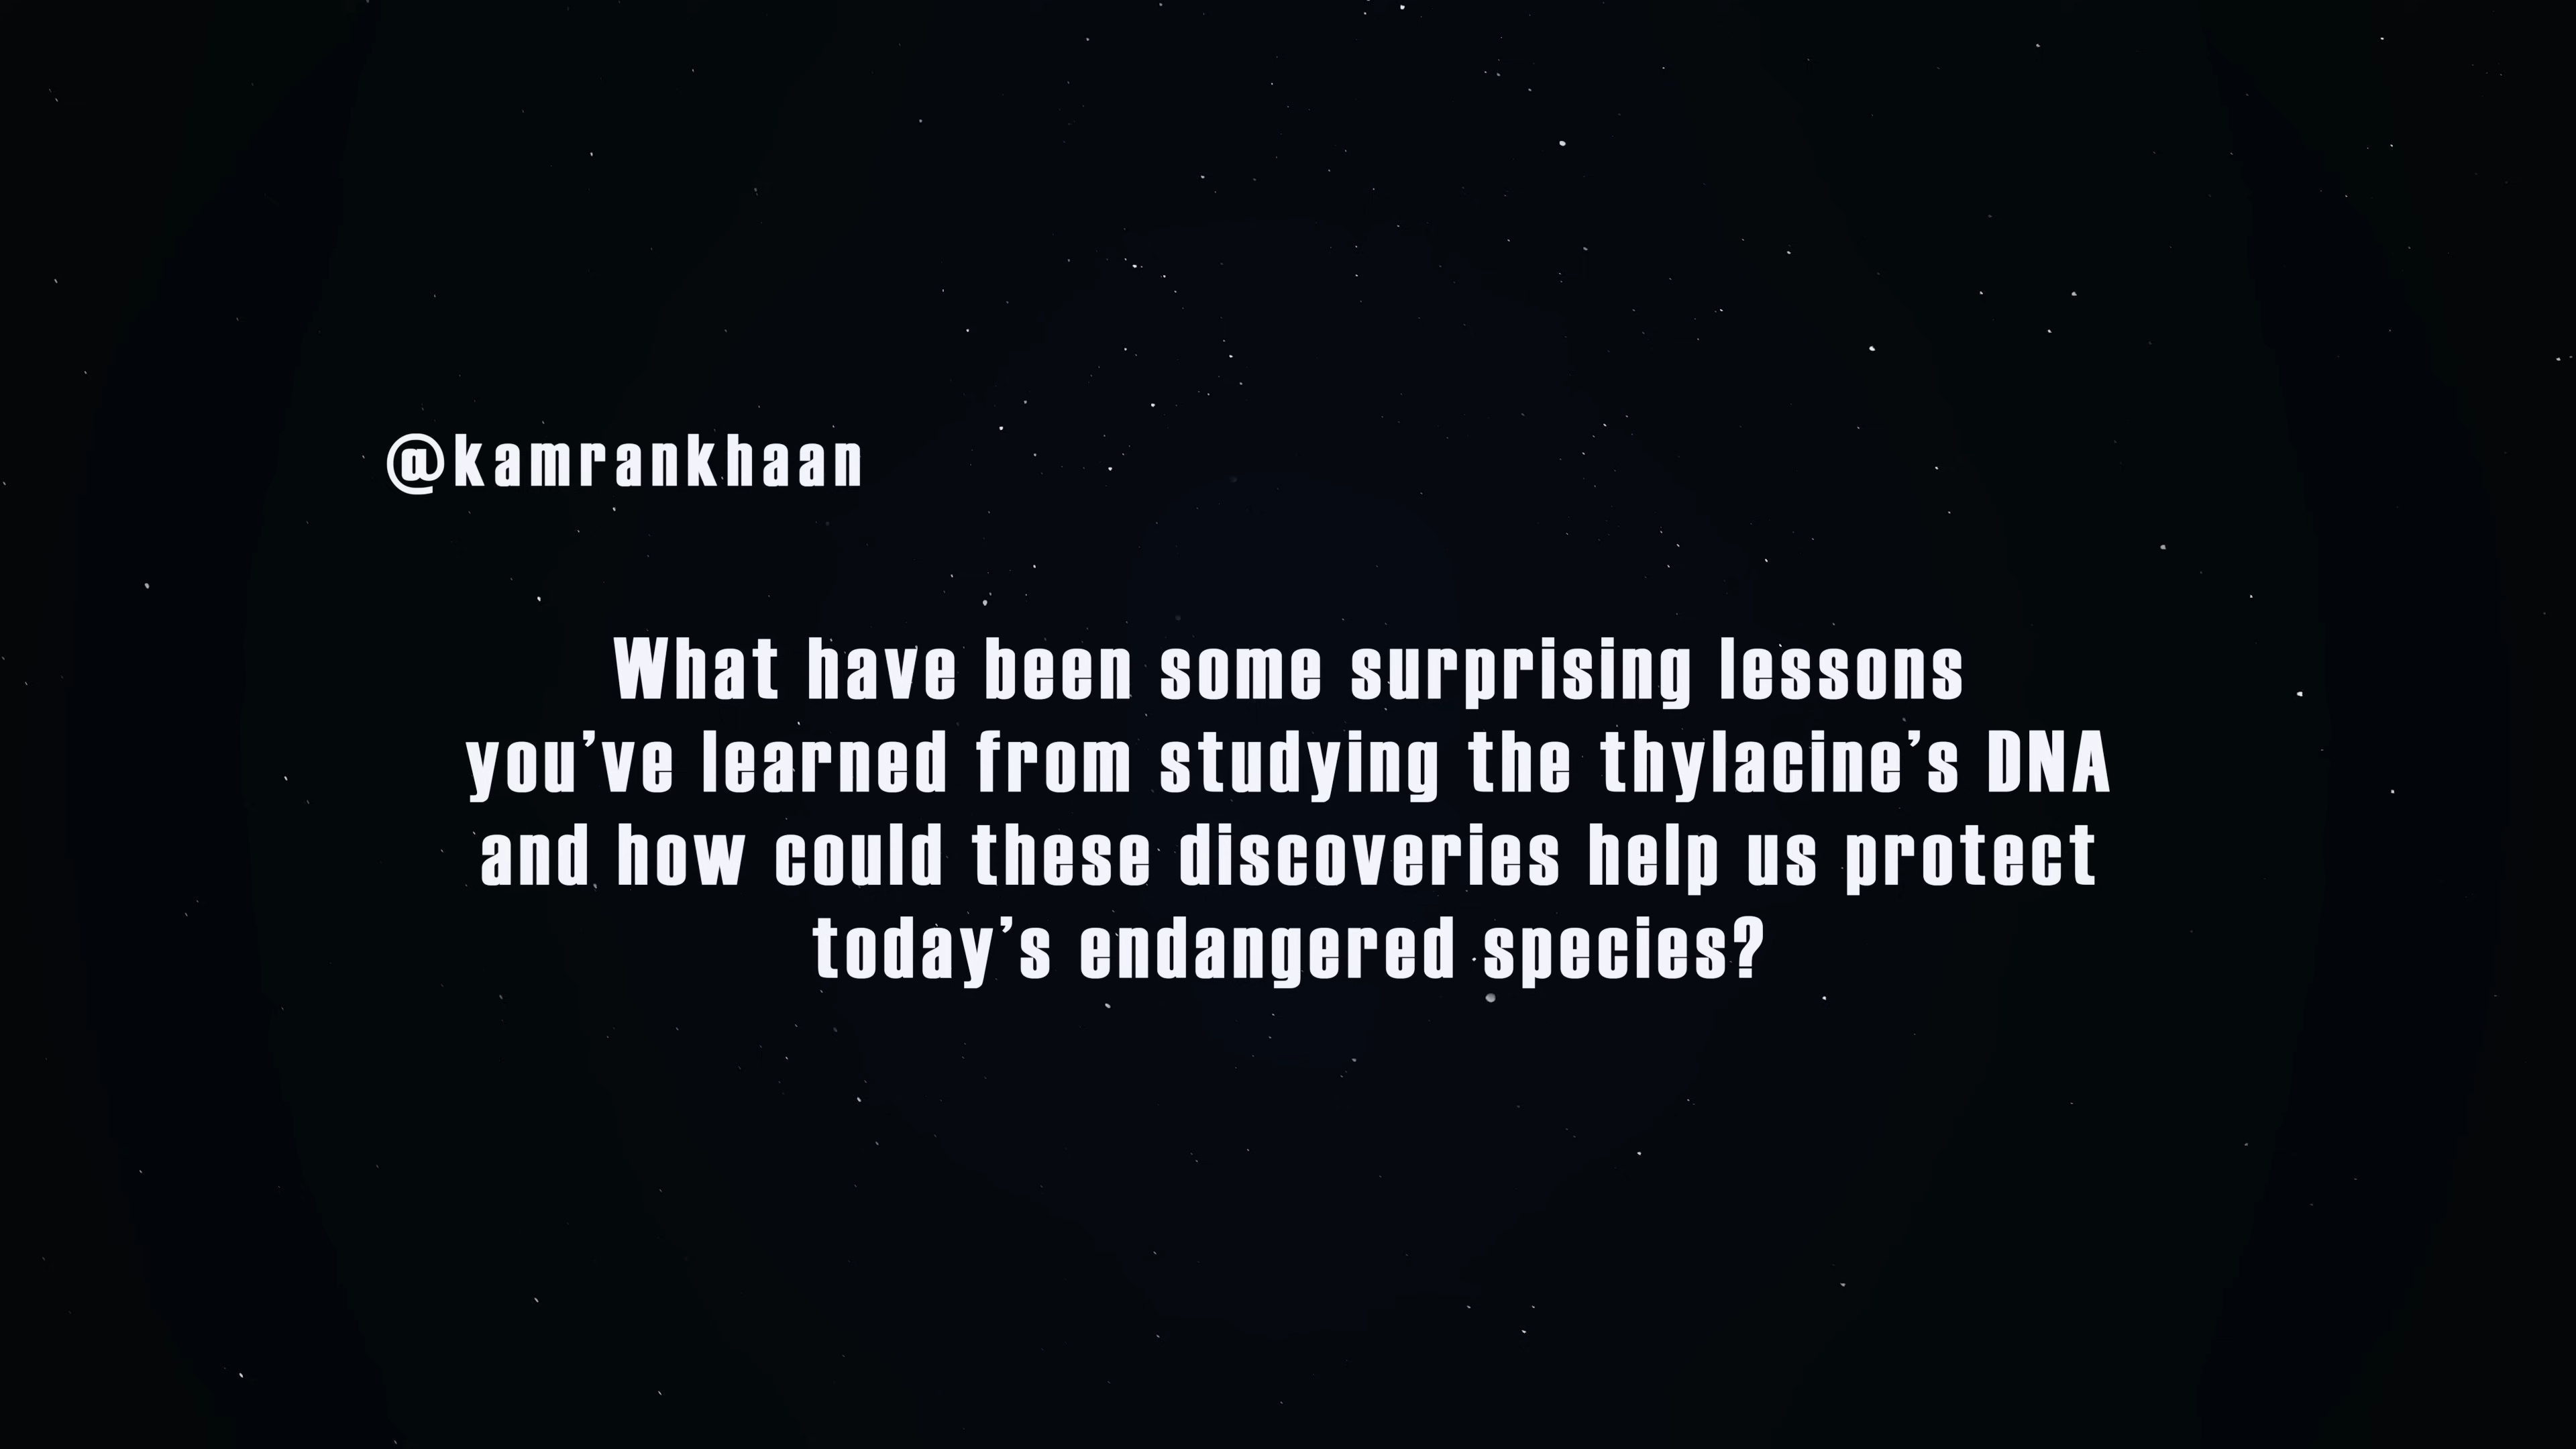 @kamrankhaan
What have been some surprising lessons
you’ve learned from studying the thylacine’s DNA
and how could these discoveries help us protect
today’s endangered species?